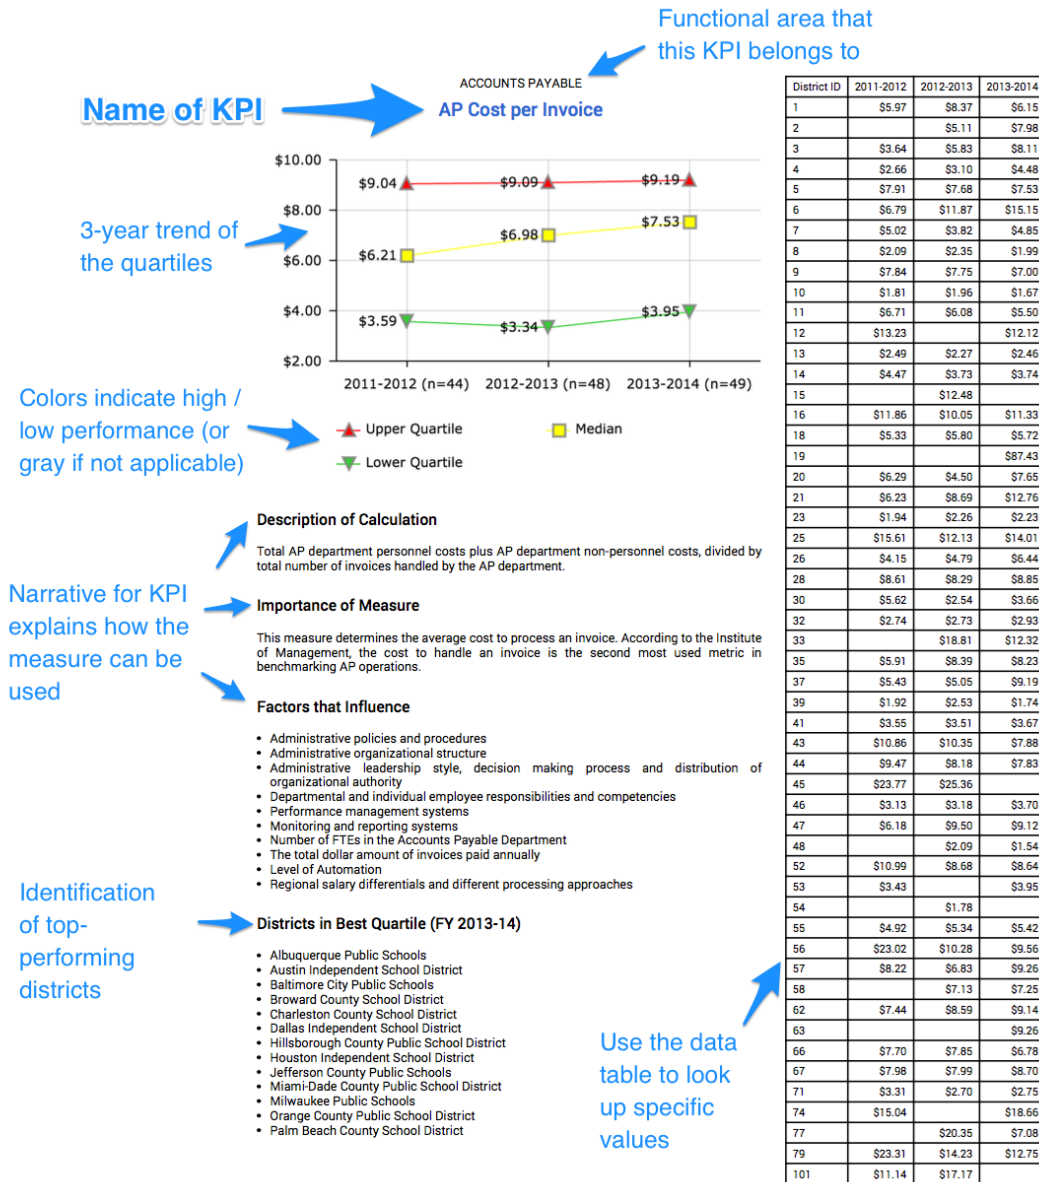 Functional area that
this KPI belongs to
ACCOUNTS PAYABLE
Name of KPI
AP Cost per Invoice
$10.00
$8.00
$6.00
$4.00
$2.00
$9.04
$9.09
$9.19
$6.21
$6.98
$7.53
$3.59
$3.34
$3.95
2011-2012 (n=44) 2012-2013 (n=48) 2013-2014 (n=49)
Upper Quartile Median
Lower Quartile
3-year trend of
the quartiles
Colors indicate high /
low performance (or
gray if not applicable)
Narrative for KPI
explains how the
measure can be
used
Description of Calculation
Total AP department personnel costs plus AP department non-personnel costs, divided by
total number of invoices handled by the AP department.
Importance of Measure
This measure determines the average cost to process an invoice. According to the Institute
of Management, the cost to handle an invoice is the second most used metric in
benchmarking AP operations.
Factors that Influence
• Administrative policies and procedures
• Administrative organizational structure
• Administrative leadership style, decision making process and distribution of
organizational authority
• Departmental and individual employee responsibilities and competencies
• Performance management systems
• Monitoring and reporting systems
• Number of FTEs in the Accounts Payable Department
• The total dollar amount of invoices paid annually
• Level of Automation
• Regional salary differentials and different processing approaches
Identification
of top-
performing
districts
Districts in Best Quartile (FY 2013-14)
• Albuquerque Public Schools
• Austin Independent School District
• Baltimore City Public Schools
• Broward County School District
• Charleston County School District
• Dallas Independent School District
• Hillsborough County Public School District
• Houston Independent School District
• Jefferson County Public Schools
• Miami-Dade County Public School District
• Milwaukee Public Schools
• Orange County Public School District
• Palm Beach County School District
Use the data
table to look
up specific
values
District ID 2011-2012 2012-2013 2013-2014
1 $5.97 $8.37 $6.15
2 $5.11 $7.98
3 $3.64 $5.83 $8.11
4 $2.66 $3.10 $4.48
5 $7.91 $7.68 $7.53
6 $6.79 $11.87 $15.15
7 $5.02 $3.82 $4.85
8 $2.09 $2.35 $1.99
9 $7.84 $7.75 $7.00
10 $1.81 $1.96 $1.67
11 $6.71 $6.08 $5.50
12 $13.23 $12.12
13 $2.49 $2.27 $2.46
14 $4.47 $3.73 $3.74
15 $12.48
16 $11.86 $10.05 $11.33
18 $5.33 $5.80 $5.72
19 $87.43
20 $6.29 $4.50 $7.65
21 $6.23 $8.69 $12.76
23 $1.94 $2.26 $2.23
25 $15.61 $12.13 $14.01
26 $4.15 $4.79 $6.44
28 $8.61 $8.29 $8.85
30 $5.62 $2.54 $3.66
32 $2.74 $2.73 $2.93
33 $18.81 $12.32
35 $5.91 $8.39 $8.23
37 $5.43 $5.05 $9.19
39 $1.92 $2.53 $1.74
41 $3.55 $3.51 $3.67
43 $10.86 $10.35 $7.88
44 $9.47 $8.18 $7.83
45 $23.77 $25.36
46 $3.13 $3.18 $3.70
47 $6.18 $9.50 $9.12
48 $2.09 $1.54
52 $10.99 $8.68 $8.64
53 $3.43 $3.95
54 $1.78
55 $4.92 $5.34 $5.42
56 $23.02 $10.28 $9.56
57 $8.22 $6.83 $9.26
58 $7.13 $7.25
62 $7.44 $8.59 $9.14
63 $9.26
66 $7.70 $7.85 $6.78
67 $7.98 $7.99 $8.70
71 $3.31 $2.70 $2.75
74 $15.04 $18.66
77 $20.35 $7.08
79 $23.31 $14.23 $12.75
101 $11.14 $17.17